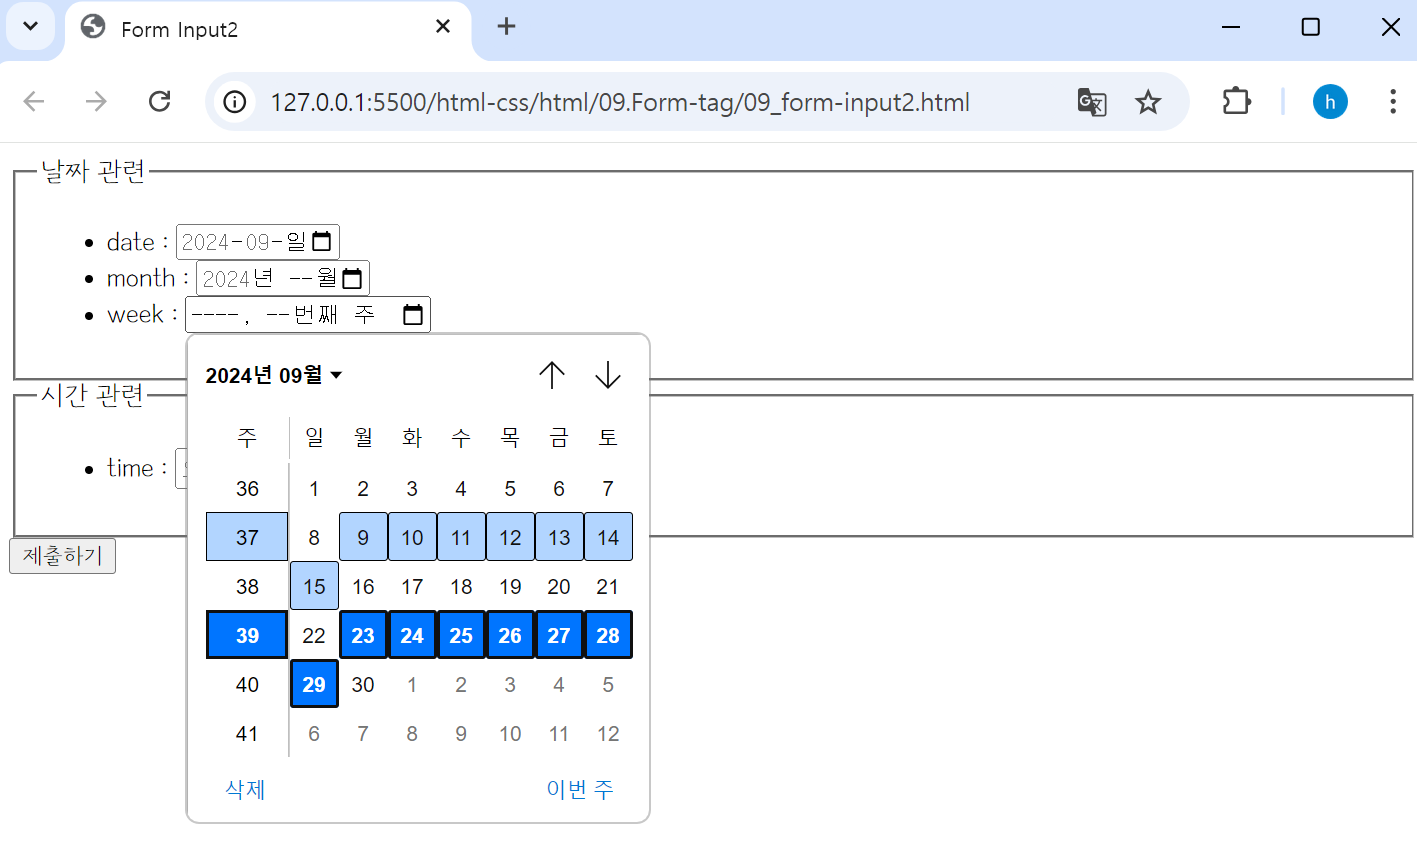 Form Input2
127.0.0.1:5500/html-css/html/09.Form-tag/09_form-input2.html
h
날짜 관련
date : 2024-09-일
month : 2024년 --월
week : ----, --번째 주
2024년 09월
시간 관련
주 일 월 화 수 목 금 토
time :
36 1 2 3 4 5 6 7
37 8 9 10 11 12 13 14
제출하기
38 15 16 17 18 19 20 21
39 22 23 24 25 26 27 28
40 29 30 1 2 3 4 5
41 6 7 8 9 10 11 12
삭제 이번 주